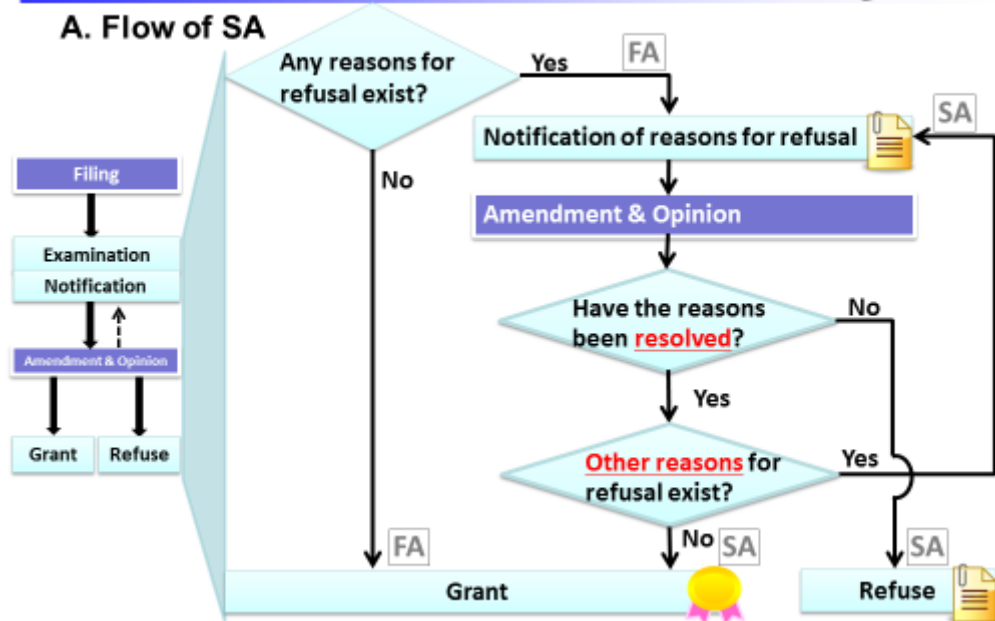 A. Flow of SA
Any reasons for
refusal exist?
Yes
FA
SA
Notification of reasons for refusal
No
Filing
Amendment & Opinion
Examination
Notification
Have the reasons
been resolved?
No
Amendment & Opinion
Yes
Grant
Refuse
Other reasons for
refusal exist?
Yes
FA
No
SA
SA
Grant
Refuse